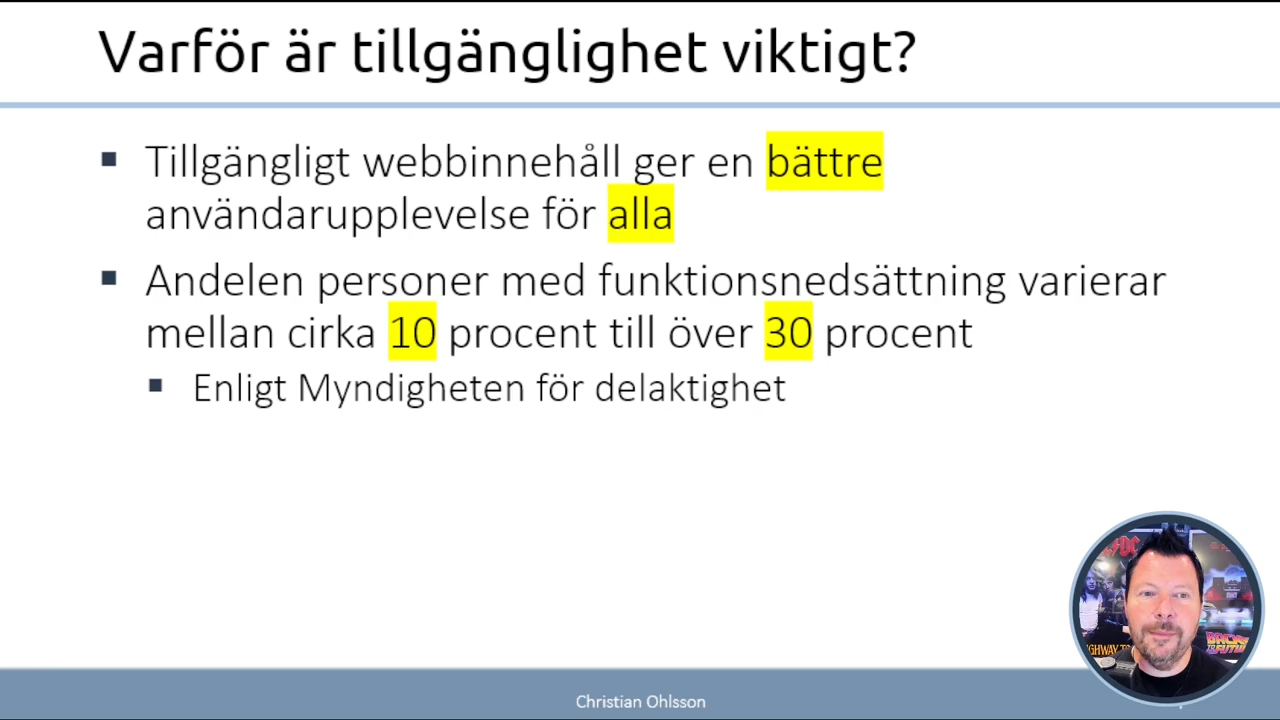 Varför är tillgänglighet viktigt?
Tillgängligt webbinnehåll ger en bättre
användarupplevelse för alla
Andelen personer med funktionsnedsättning varierar
mellan cirka 10 procent till över 30 procent
Enligt Myndigheten för delaktighet
Christian Ohlsson